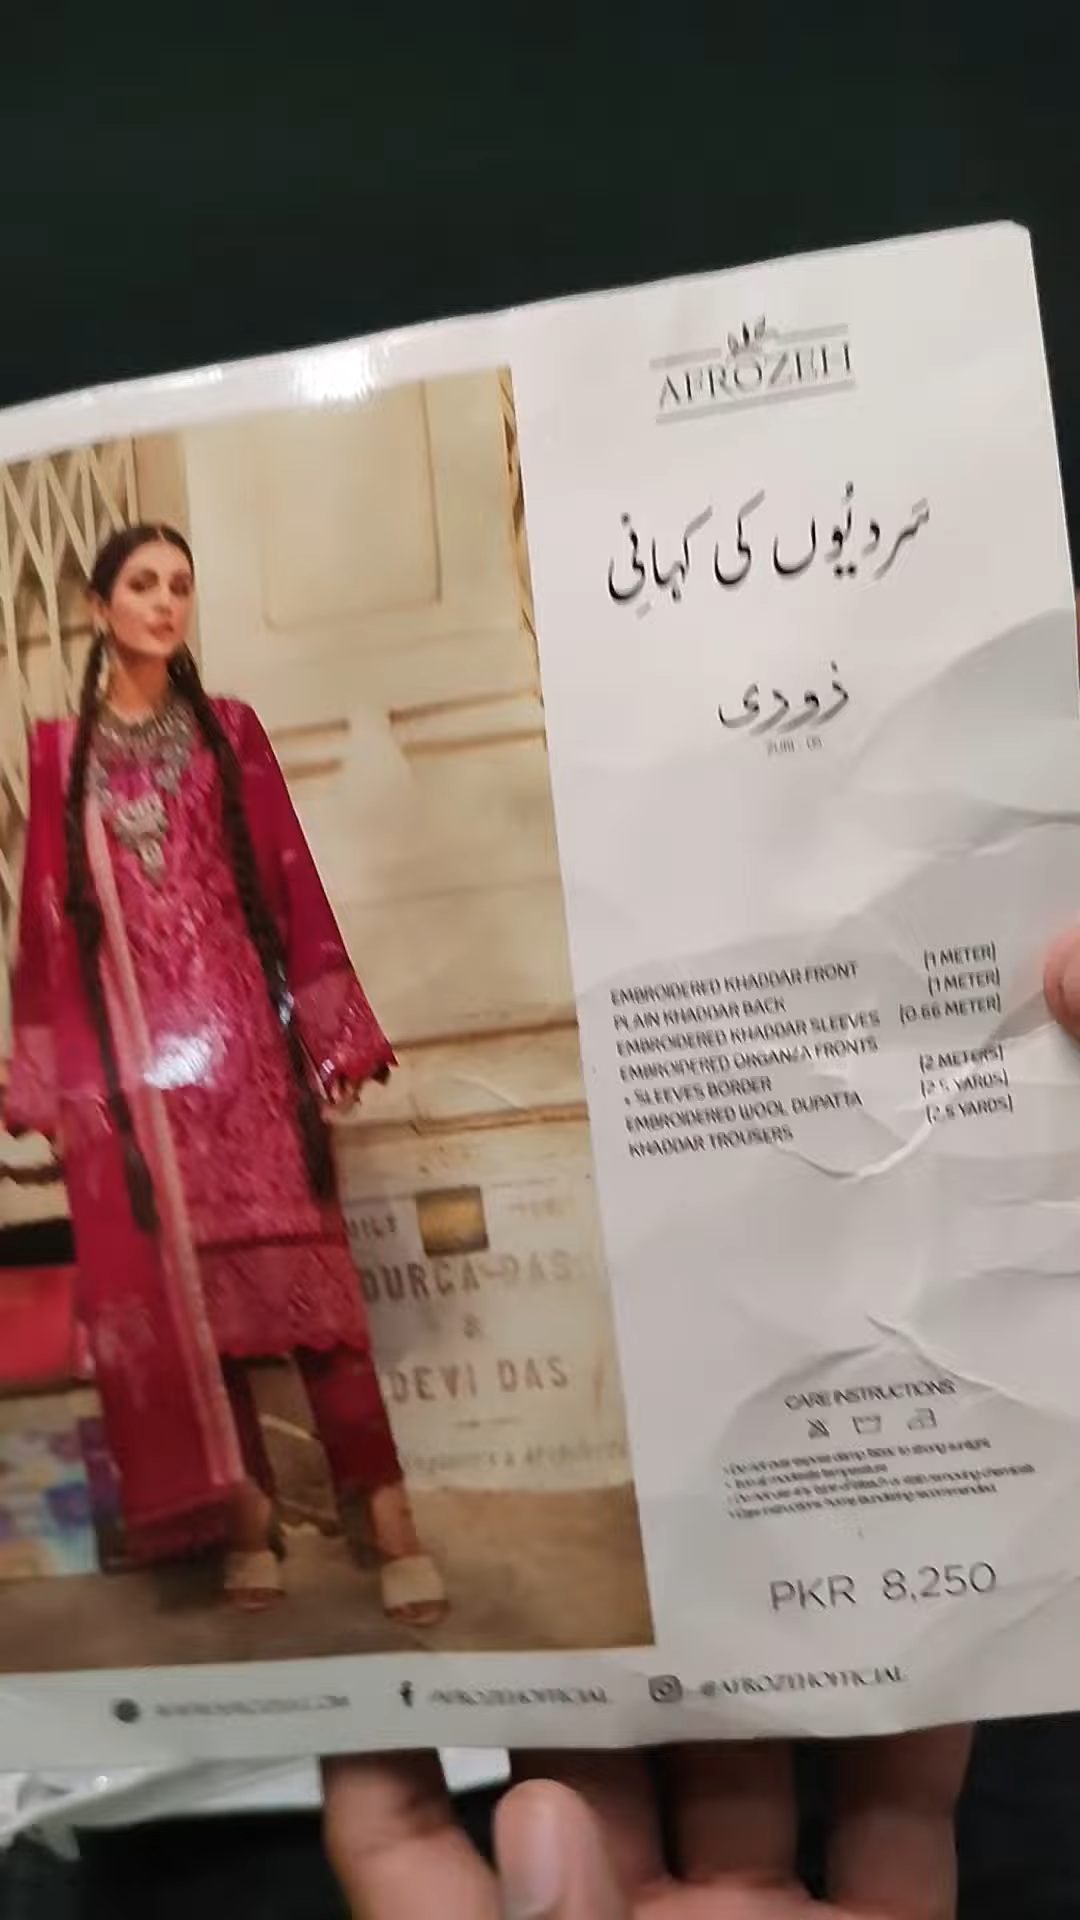 AFROZEH
سردیوں کی کہانی
زوری
EMBROIDERED KHADDAR FRONT [1 METER]
PLAIN KHADDAR BACK [1 METER]
EMBROIDERED KHADDAR SLEEVES [0.66 METER]
EMBROIDERED ORGANZA FRONTS
+ SLEEVES BORDER [2 METERS]
EMBROIDERED WOOL DUPATTA [2.5 YARDS]
KHADDAR TROUSERS [2.5 YARDS]
DURGA DAS
&
DEVI DAS
CARE INSTRUCTIONS
PKR 8,250
/AFROZEHOFFICIAL
@AFROZEHOFFICIAL